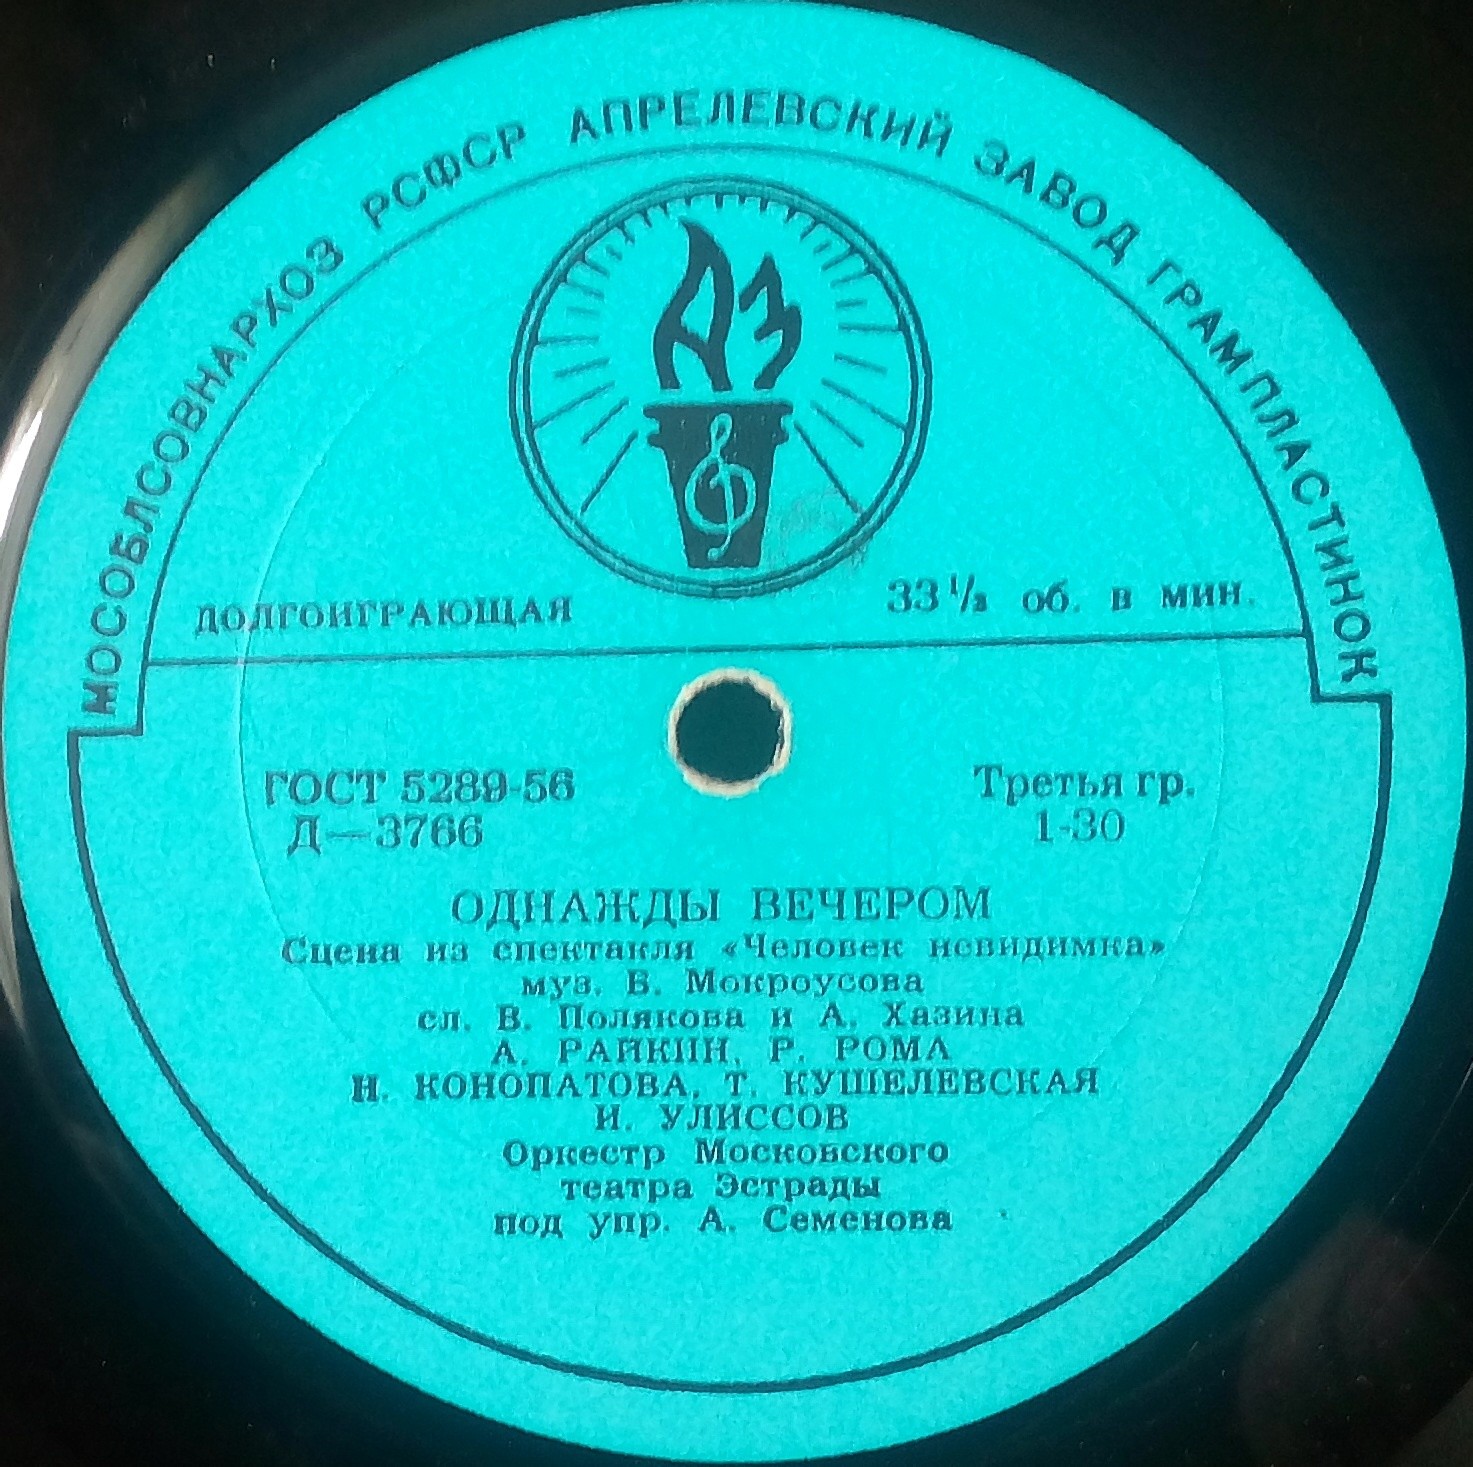 МОСОБЛСОВНАРХОЗ РСФСР АПРЕЛЕВСКИЙ ЗАВОД ГРАМПЛАСТИНОК
АЗ
ДОЛГОИГРАЮЩАЯ 33 1/3 об. в мин.
ГОСТ 5289-56 Третья гр.
Д—3766 1-30
ОДНАЖДЫ ВЕЧЕРОМ
Сцена из спектакля «Человек невидимка»
муз. Б. Мокроусова
сл. В. Полякова и А. Хазина
А. РАЙКИН, Р. РОМА
Н. КОНОПАТОВА, Т. КУШЕЛЕВСКАЯ
И. УЛИССОВ
Оркестр Московского
театра Эстрады
под упр. А. Семенова